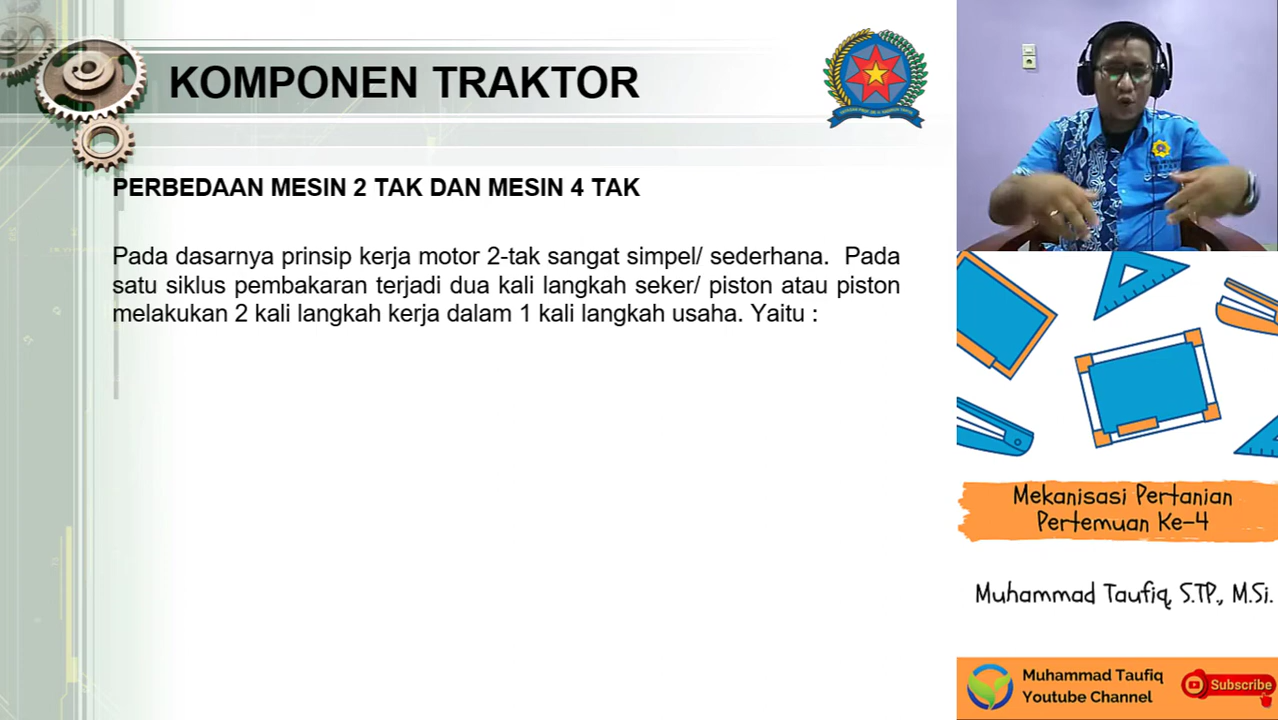 KOMPONEN TRAKTOR
PERBEDAAN MESIN 2 TAK DAN MESIN 4 TAK
Pada dasarnya prinsip kerja motor 2-tak sangat simpel/ sederhana. Pada
satu siklus pembakaran terjadi dua kali langkah seker/ piston atau piston
melakukan 2 kali langkah kerja dalam 1 kali langkah usaha. Yaitu :
Mekanisasi Pertanian
Pertemuan Ke-4
Muhammad Taufiq, S.TP., M.Si.
Muhammad Taufiq
Youtube Channel
Subscribe